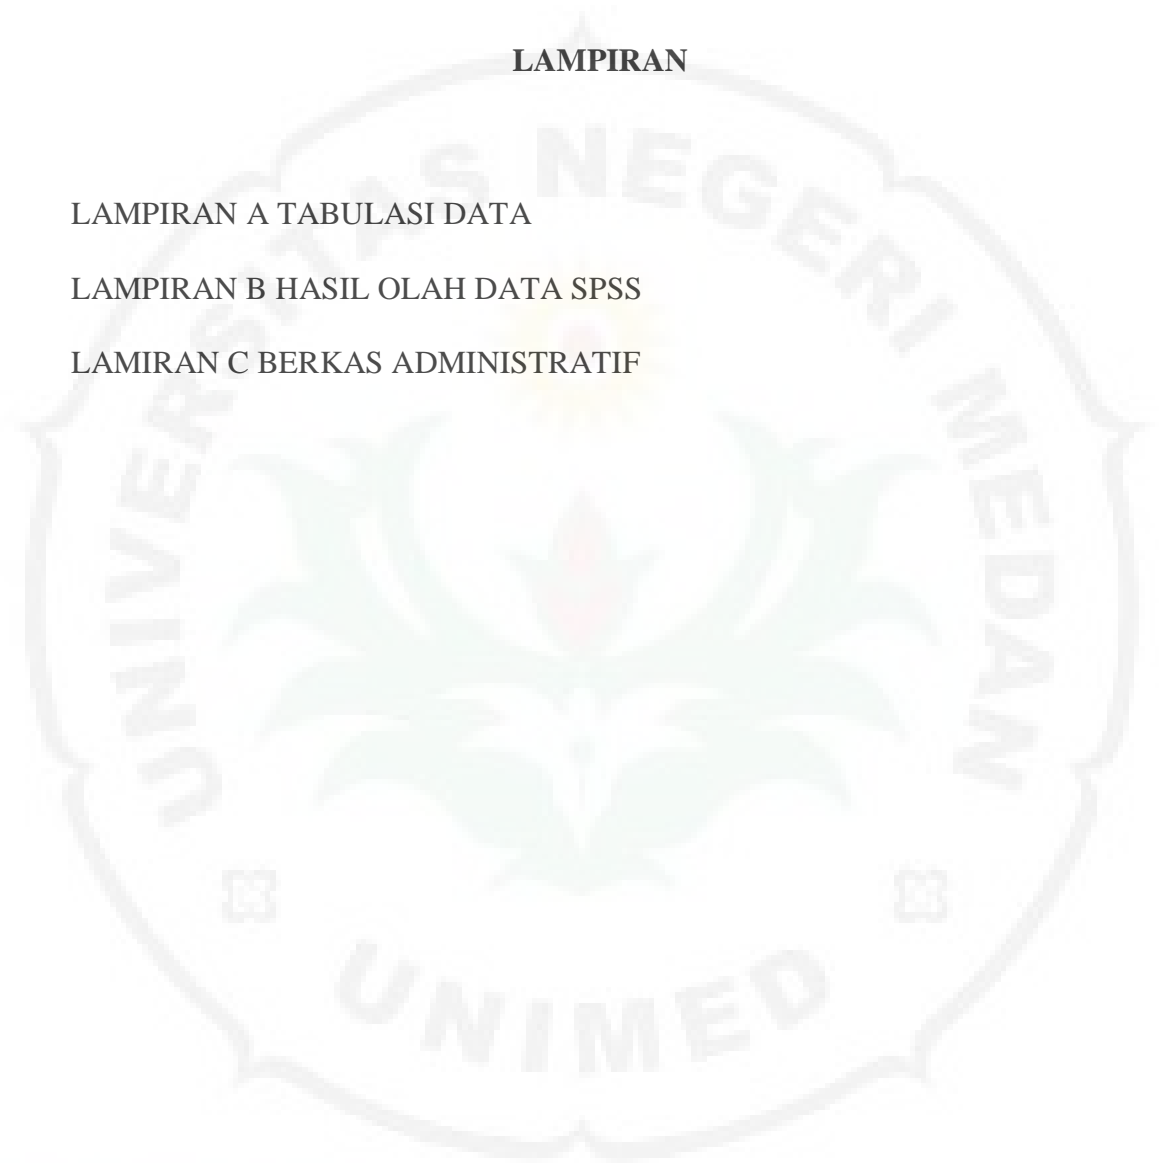 LAMPIRAN
LAMPIRAN A TABULASI DATA
LAMPIRAN B HASIL OLAH DATA SPSS
LAMIRAN C BERKAS ADMINISTRATIF
UNIVERSITAS NEGERI MEDAN
UNIMED